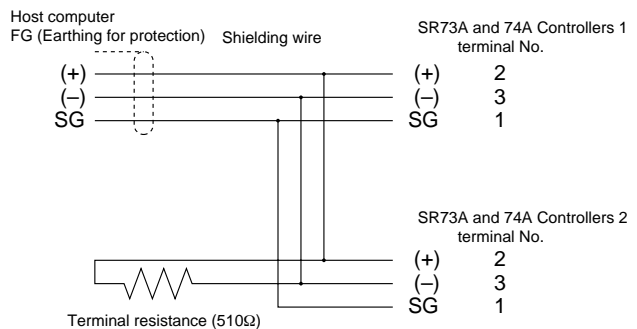 Host computer
FG (Earthing for protection)
Shielding wire
SR73A and 74A Controllers 1
terminal No.
(+) (+) 2
(–) (–) 3
SG SG 1
SR73A and 74A Controllers 2
terminal No.
(+) 2
(–) 3
SG 1
Terminal resistance (510Ω)